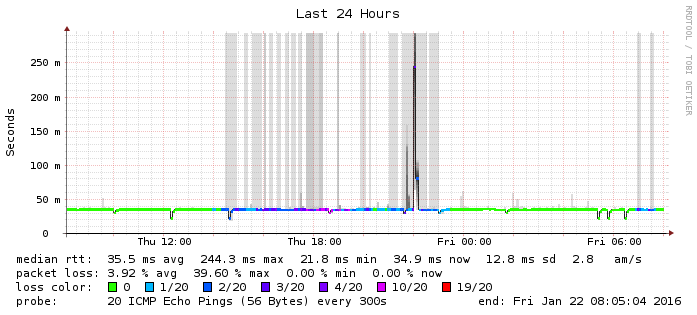 Last 24 Hours
RRDTOOL / TOBI OETIKER
Seconds
250 m
200 m
150 m
100 m
50 m
0
Thu 12:00 Thu 18:00 Fri 00:00 Fri 06:00
median rtt: 35.5 ms avg 244.3 ms max 21.8 ms min 34.9 ms now 12.8 ms sd 2.8 am/s
packet loss: 3.92 % avg 39.60 % max 0.00 % min 0.00 % now
loss color: 0 1/20 2/20 3/20 4/20 10/20 19/20
probe: 20 ICMP Echo Pings (56 Bytes) every 300s end: Fri Jan 22 08:05:04 2016